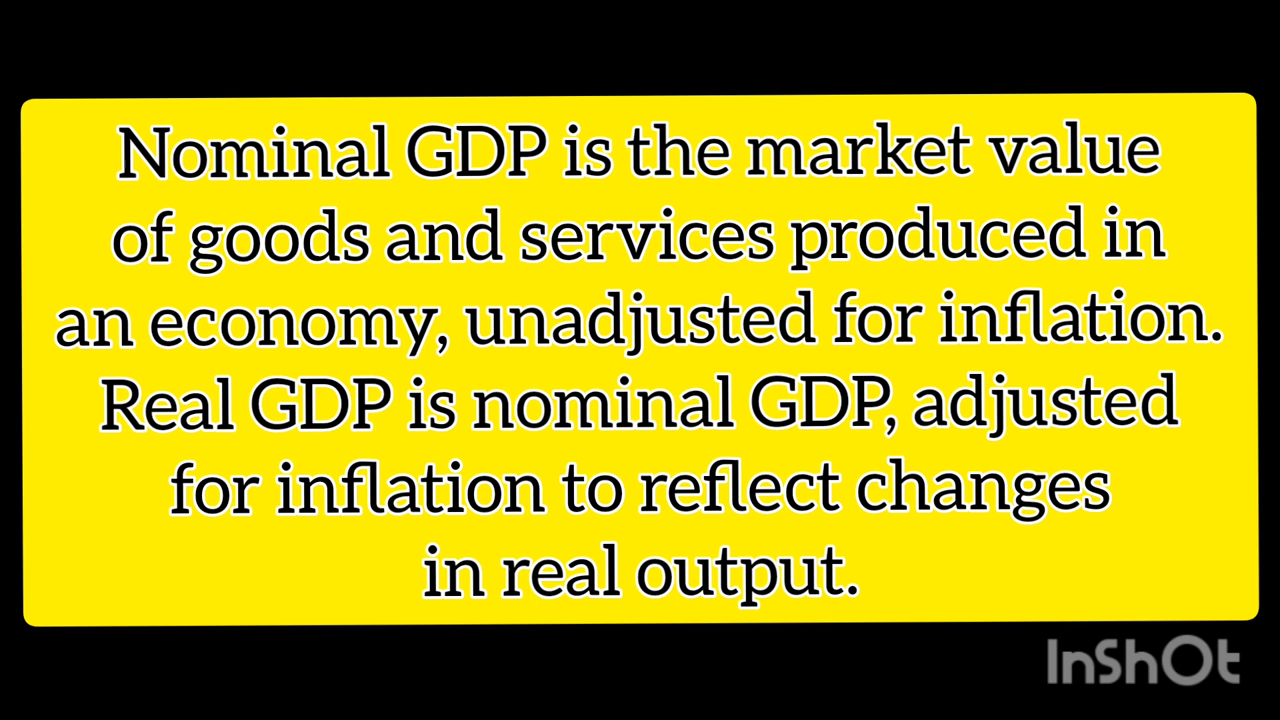 Nominal GDP is the market value
of goods and services produced in
an economy, unadjusted for inflation.
Real GDP is nominal GDP, adjusted
for inflation to reflect changes
in real output.
InShOt